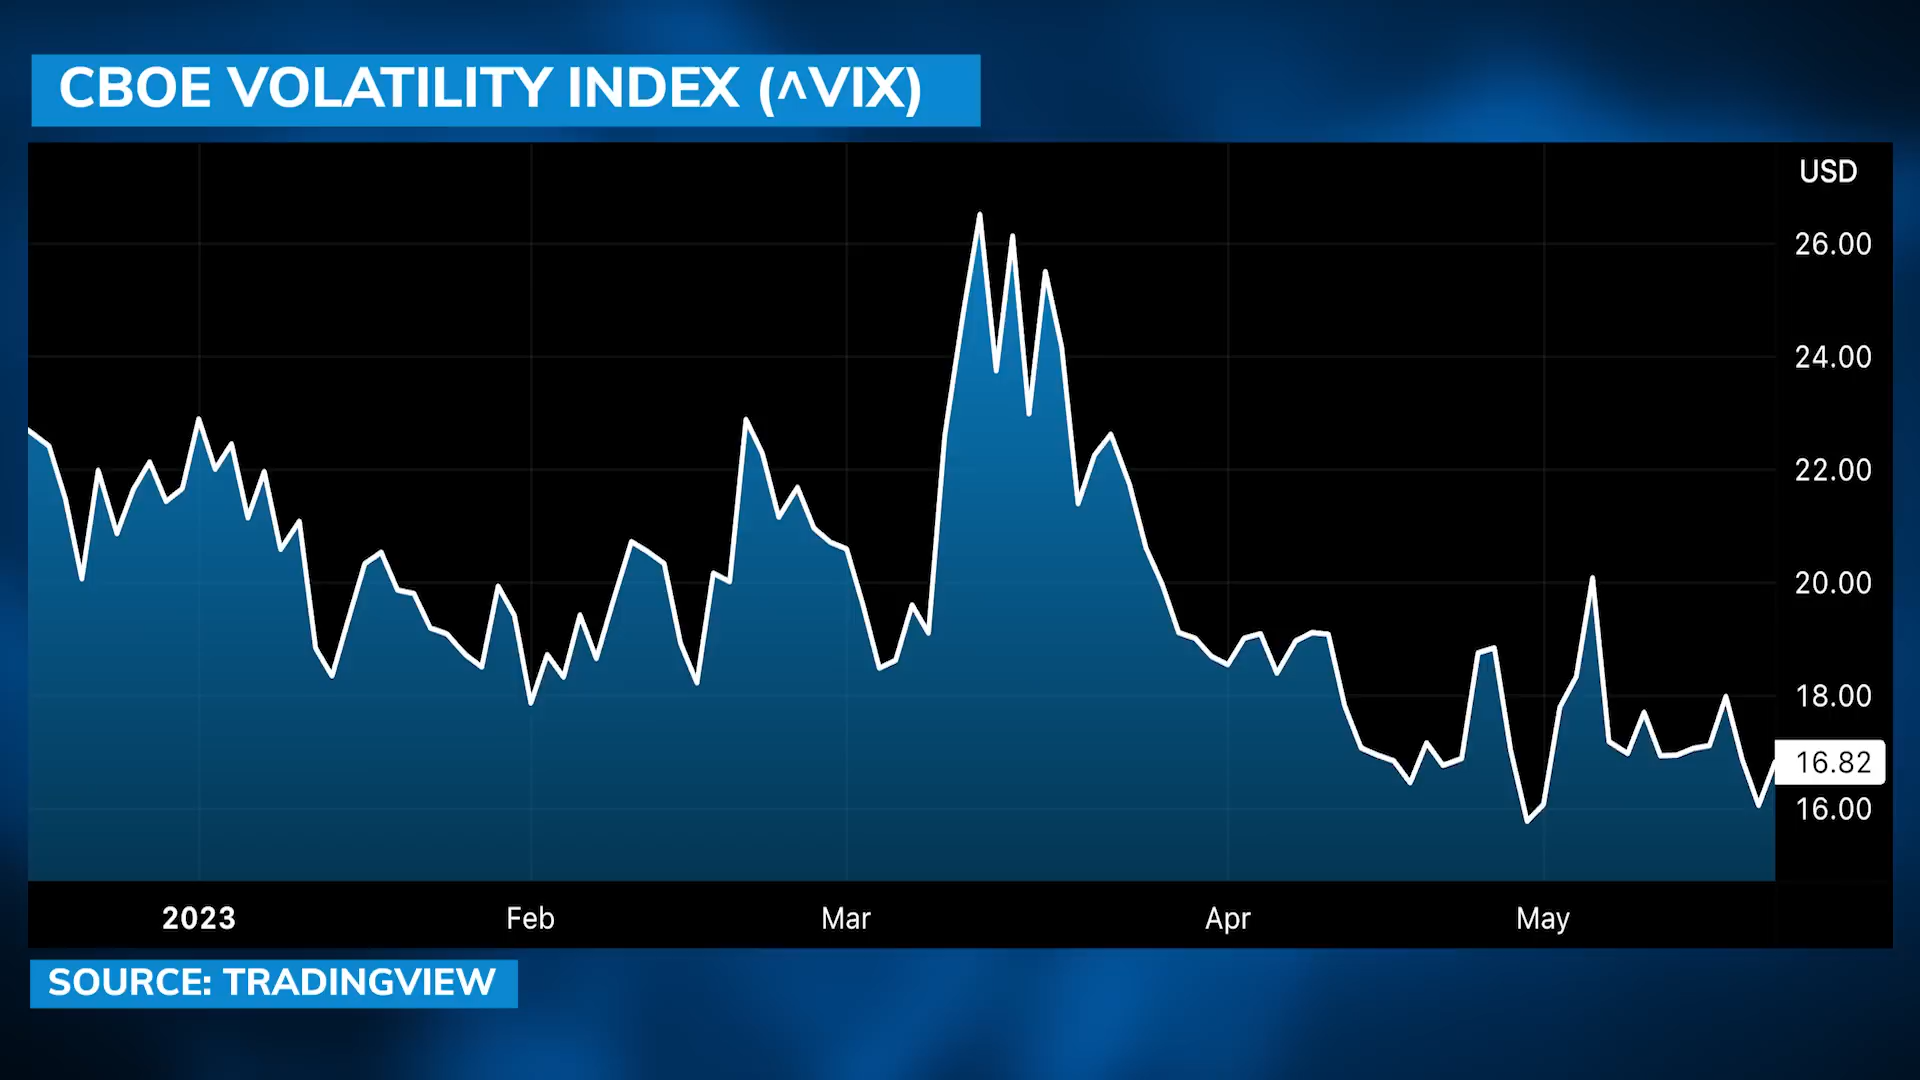 CBOE VOLATILITY INDEX (^VIX)
USD
26.00
24.00
22.00
20.00
18.00
16.82
16.00
2023 Feb Mar Apr May
SOURCE: TRADINGVIEW